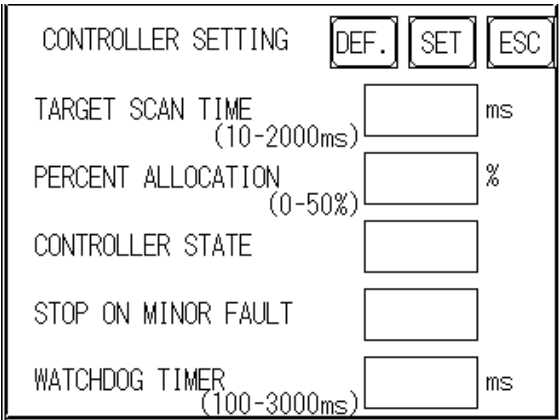 CONTROLLER SETTING DEF. SET ESC
TARGET SCAN TIME ms
(10-2000ms)
PERCENT ALLOCATION %
(0-50%)
CONTROLLER STATE
STOP ON MINOR FAULT
WATCHDOG TIMER ms
(100-3000ms)